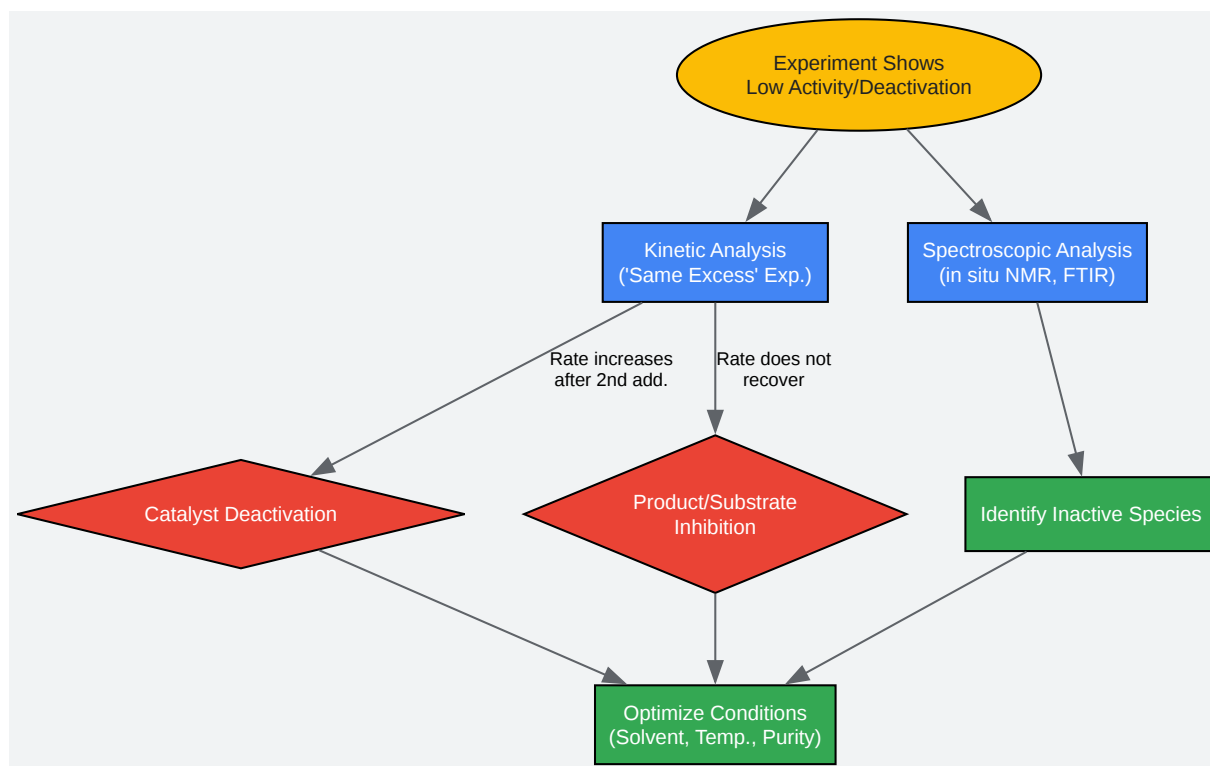 Experiment Shows
Low Activity/Deactivation
Kinetic Analysis
('Same Excess' Exp.)
Spectroscopic Analysis
(in situ NMR, FTIR)
Rate increases
after 2nd add.
Rate does not
recover
Catalyst Deactivation
Product/Substrate
Inhibition
Identify Inactive Species
Optimize Conditions
(Solvent, Temp., Purity)